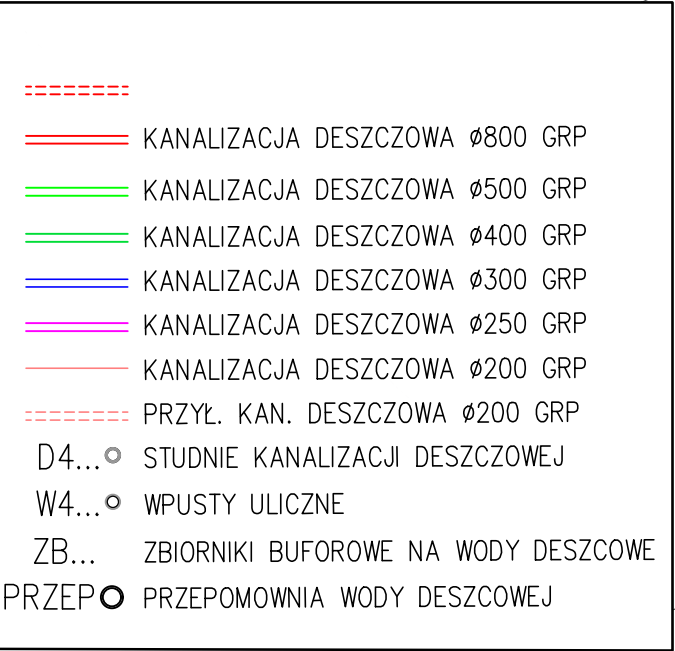 KANALIZACJA DESZCZOWA ø800 GRP
KANALIZACJA DESZCZOWA ø500 GRP
KANALIZACJA DESZCZOWA ø400 GRP
KANALIZACJA DESZCZOWA ø300 GRP
KANALIZACJA DESZCZOWA ø250 GRP
KANALIZACJA DESZCZOWA ø200 GRP
PRZYŁ. KAN. DESZCZOWA ø200 GRP
D4... STUDNIE KANALIZACJI DESZCZOWEJ
W4... WPUSTY ULICZNE
ZB... ZBIORNIKI BUFOROWE NA WODY DESZCOWE
PRZEP PRZEPOMOWNIA WODY DESZCOWEJ